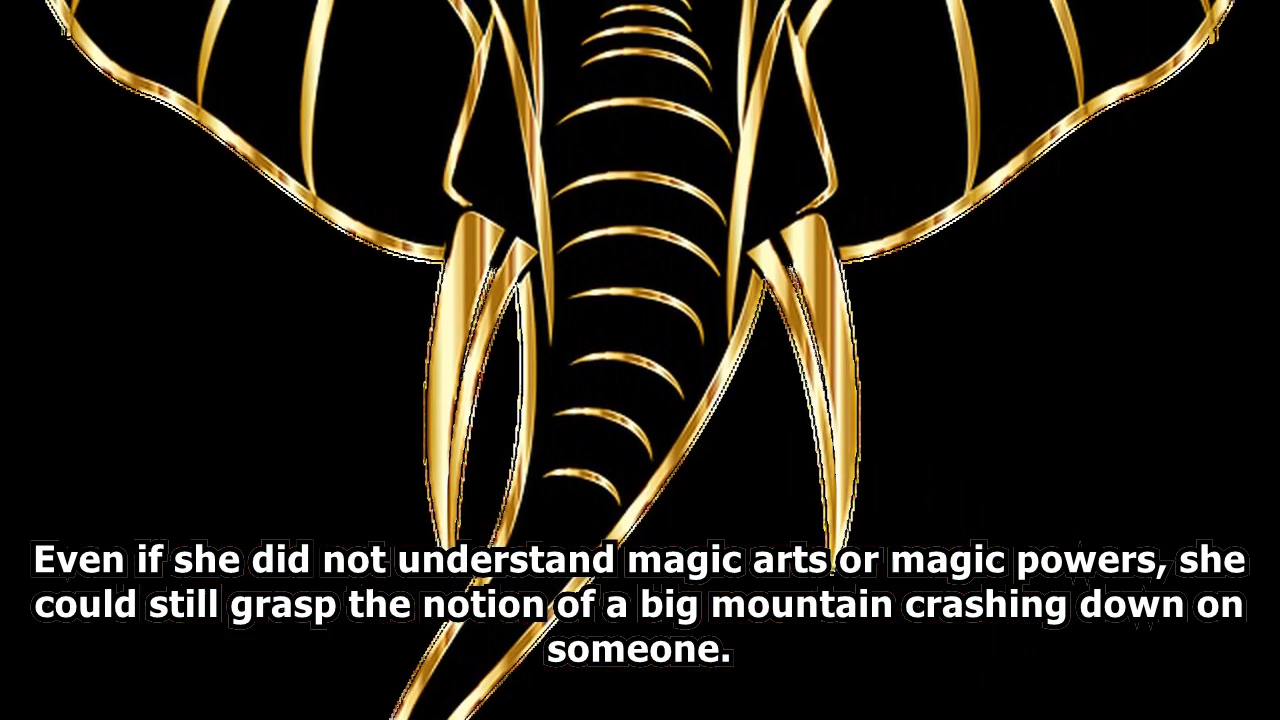 Even if she did not understand magic arts or magic powers, she
could still grasp the notion of a big mountain crashing down on
someone.